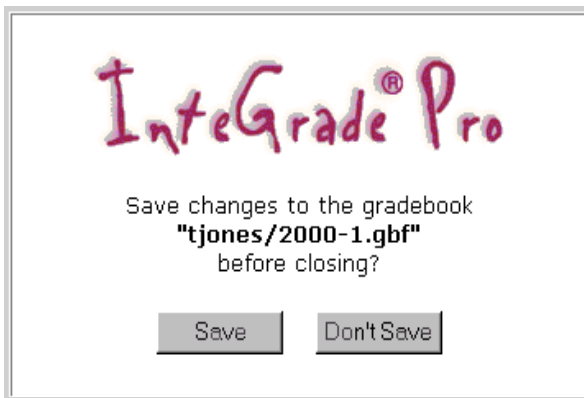 InteGrade® Pro
Save changes to the gradebook
"tjones/2000-1.gbf"
before closing?
Save Don't Save